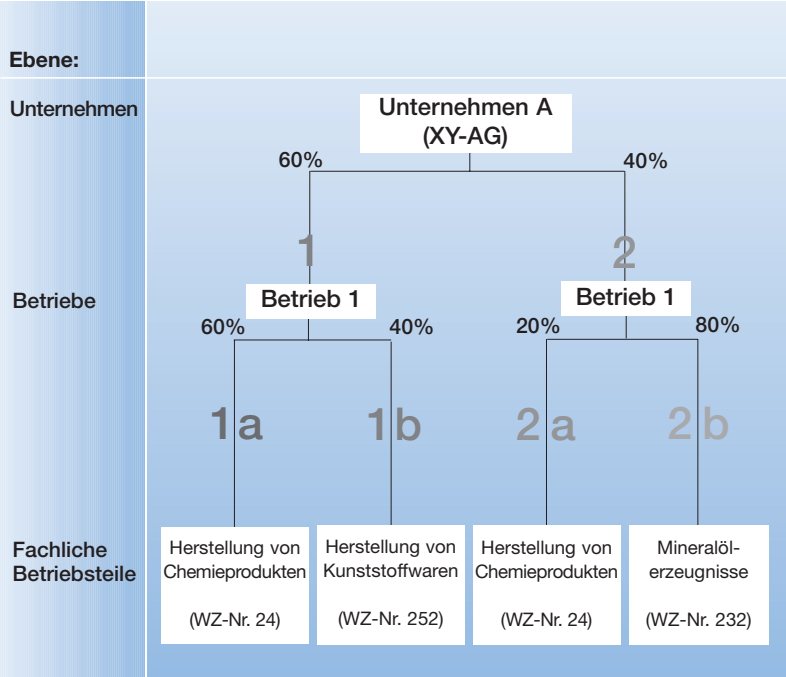 Ebene:
Unternehmen
Unternehmen A
(XY-AG)
60%
40%
1
2
Betriebe
Betrieb 1
Betrieb 1
60%
40%
20%
80%
1a
1b
2a
2b
Fachliche
Betriebsteile
Herstellung von
Chemieprodukten
(WZ-Nr. 24)
Herstellung von
Kunststoffwaren
(WZ-Nr. 252)
Herstellung von
Chemieprodukten
(WZ-Nr. 24)
Mineralöl-
erzeugnisse
(WZ-Nr. 232)